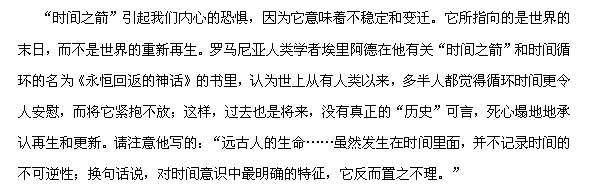 “时间之箭”引起我们内心的恐惧，因为它意味着不稳定和变迁。它所指向的是世界的
末日，而不是世界的重新再生。罗马尼亚人类学者埃里阿德在他有关“时间之箭”和时间循
环的名为《永恒回返的神话》的书里，认为世上从有人类以来，多半人都觉得循环时间更令
人安慰，而将它紧抱不放；这样，过去也是将来，没有真正的“历史”可言，死心塌地地承
认再生和更新。请注意他写的：“远古人的生命……虽然发生在时间里面，并不记录时间的
不可逆性；换句话说，对时间意识中最明确的特征，它反而置之不理。”